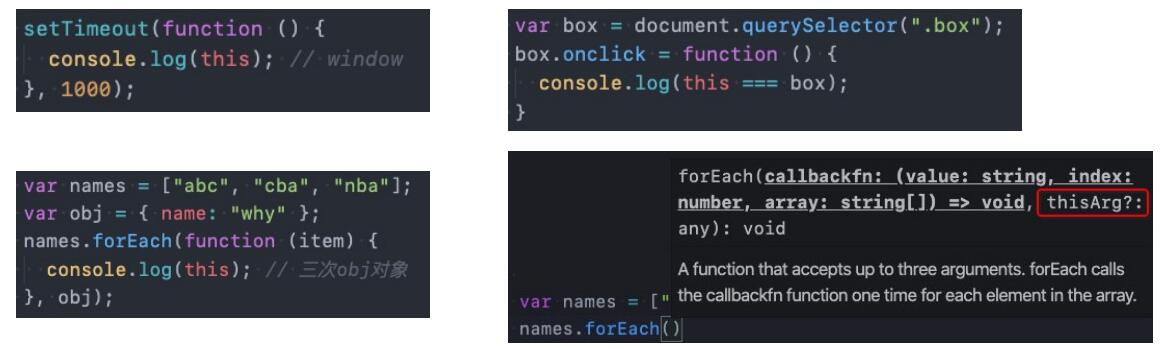 setTimeout(function () {
  console.log(this); // window
}, 1000);
var box = document.querySelector(".box");
box.onclick = function () {
  console.log(this === box);
}
var names = ["abc", "cba", "nba"];
var obj = { name: "why" };
names.forEach(function (item) {
  console.log(this); // 三次obj对象
}, obj);
forEach(callbackfn: (value: string, index:
number, array: string[]) => void, thisArg?:
any): void
A function that accepts up to three arguments. forEach calls
the callbackfn function one time for each element in the array.
var names = ["
names.forEach()